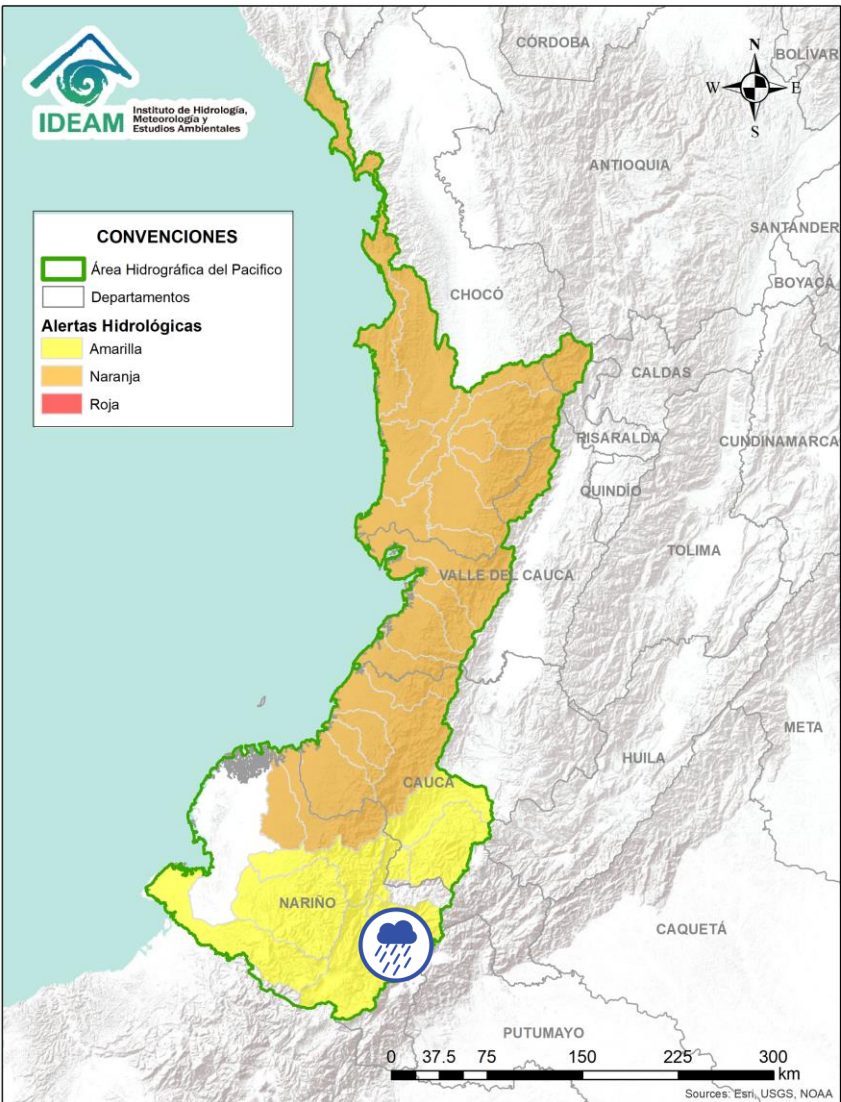 IDEAM
Instituto de Hidrología,
Meteorología y
Estudios Ambientales
N
W
E
S
CÓRDOBA
BOLÍVAR
ANTIOQUIA
SANTANDER
BOYACÁ
CONVENCIONES
Área Hidrográfica del Pacifico
Departamentos
Alertas Hidrológicas
Amarilla
Naranja
Roja
CHOCÓ
CALDAS
RISARALDA
CUNDINAMARCA
QUINDÍO
TOLIMA
VALLE DEL CAUCA
META
HUILA
CAUCA
NARIÑO
CAQUETÁ
PUTUMAYO
0 37.5 75 150 225 300
km
Sources: Esri, USGS, NOAA